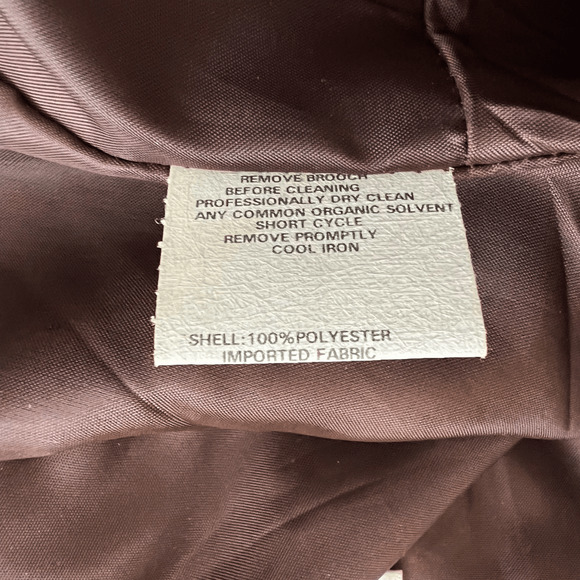 REMOVE BROOCH
BEFORE CLEANING
PROFESSIONALLY DRY CLEAN
ANY COMMON ORGANIC SOLVENT
SHORT CYCLE
REMOVE PROMPTLY
COOL IRON
SHELL:100%POLYESTER
IMPORTED FABRIC